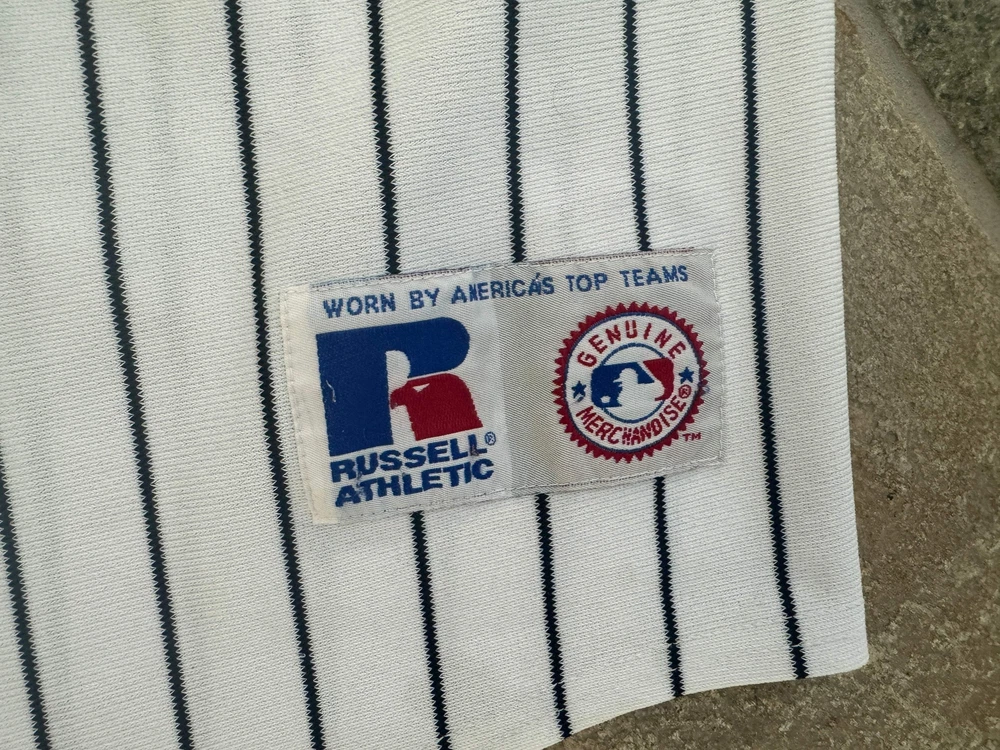 WORN BY AMERICA'S TOP TEAMS
RUSSELL®
ATHLETIC
GENUINE
MERCHANDISE®
TM